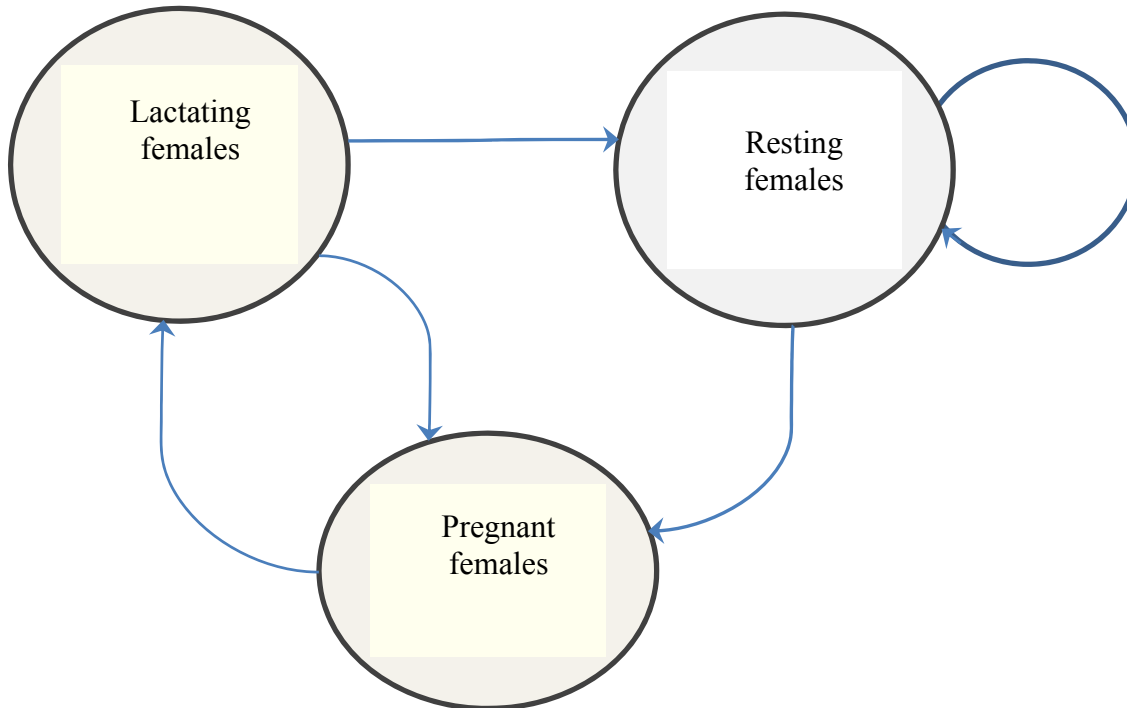 Lactating
females
Resting
females
Pregnant
females